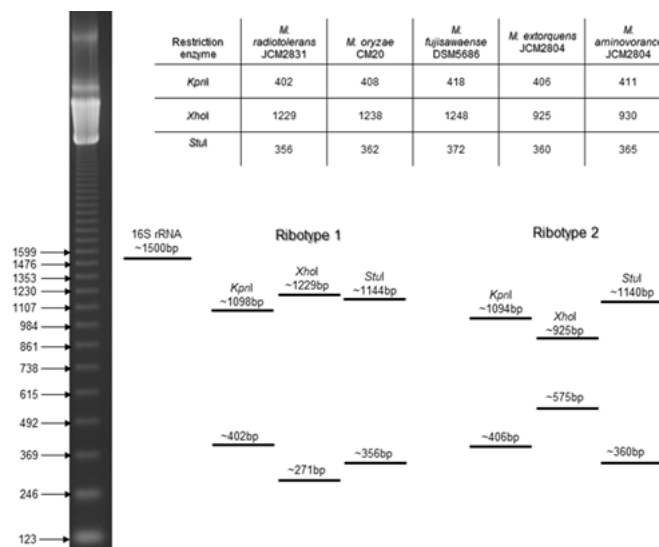 Restriction enzyme M. radiotolerans JCM2831 M. oryzae CM20 M. fujisawaense DSM5686 M. extorquens JCM2804 M. aminovorance JCM2804
KpnI 402 408 418 406 411
XhoI 1229 1238 1248 925 930
StuI 356 362 372 360 365
16S rRNA
~1500bp
Ribotype 1
Ribotype 2
1599
1476
1353
1230
1107
984
861
738
615
492
369
246
123
KpnI
~1098bp
XhoI
~1229bp
StuI
~1144bp
~402bp
~271bp
~356bp
KpnI
~1094bp
XhoI
~925bp
StuI
~1140bp
~575bp
~406bp
~360bp